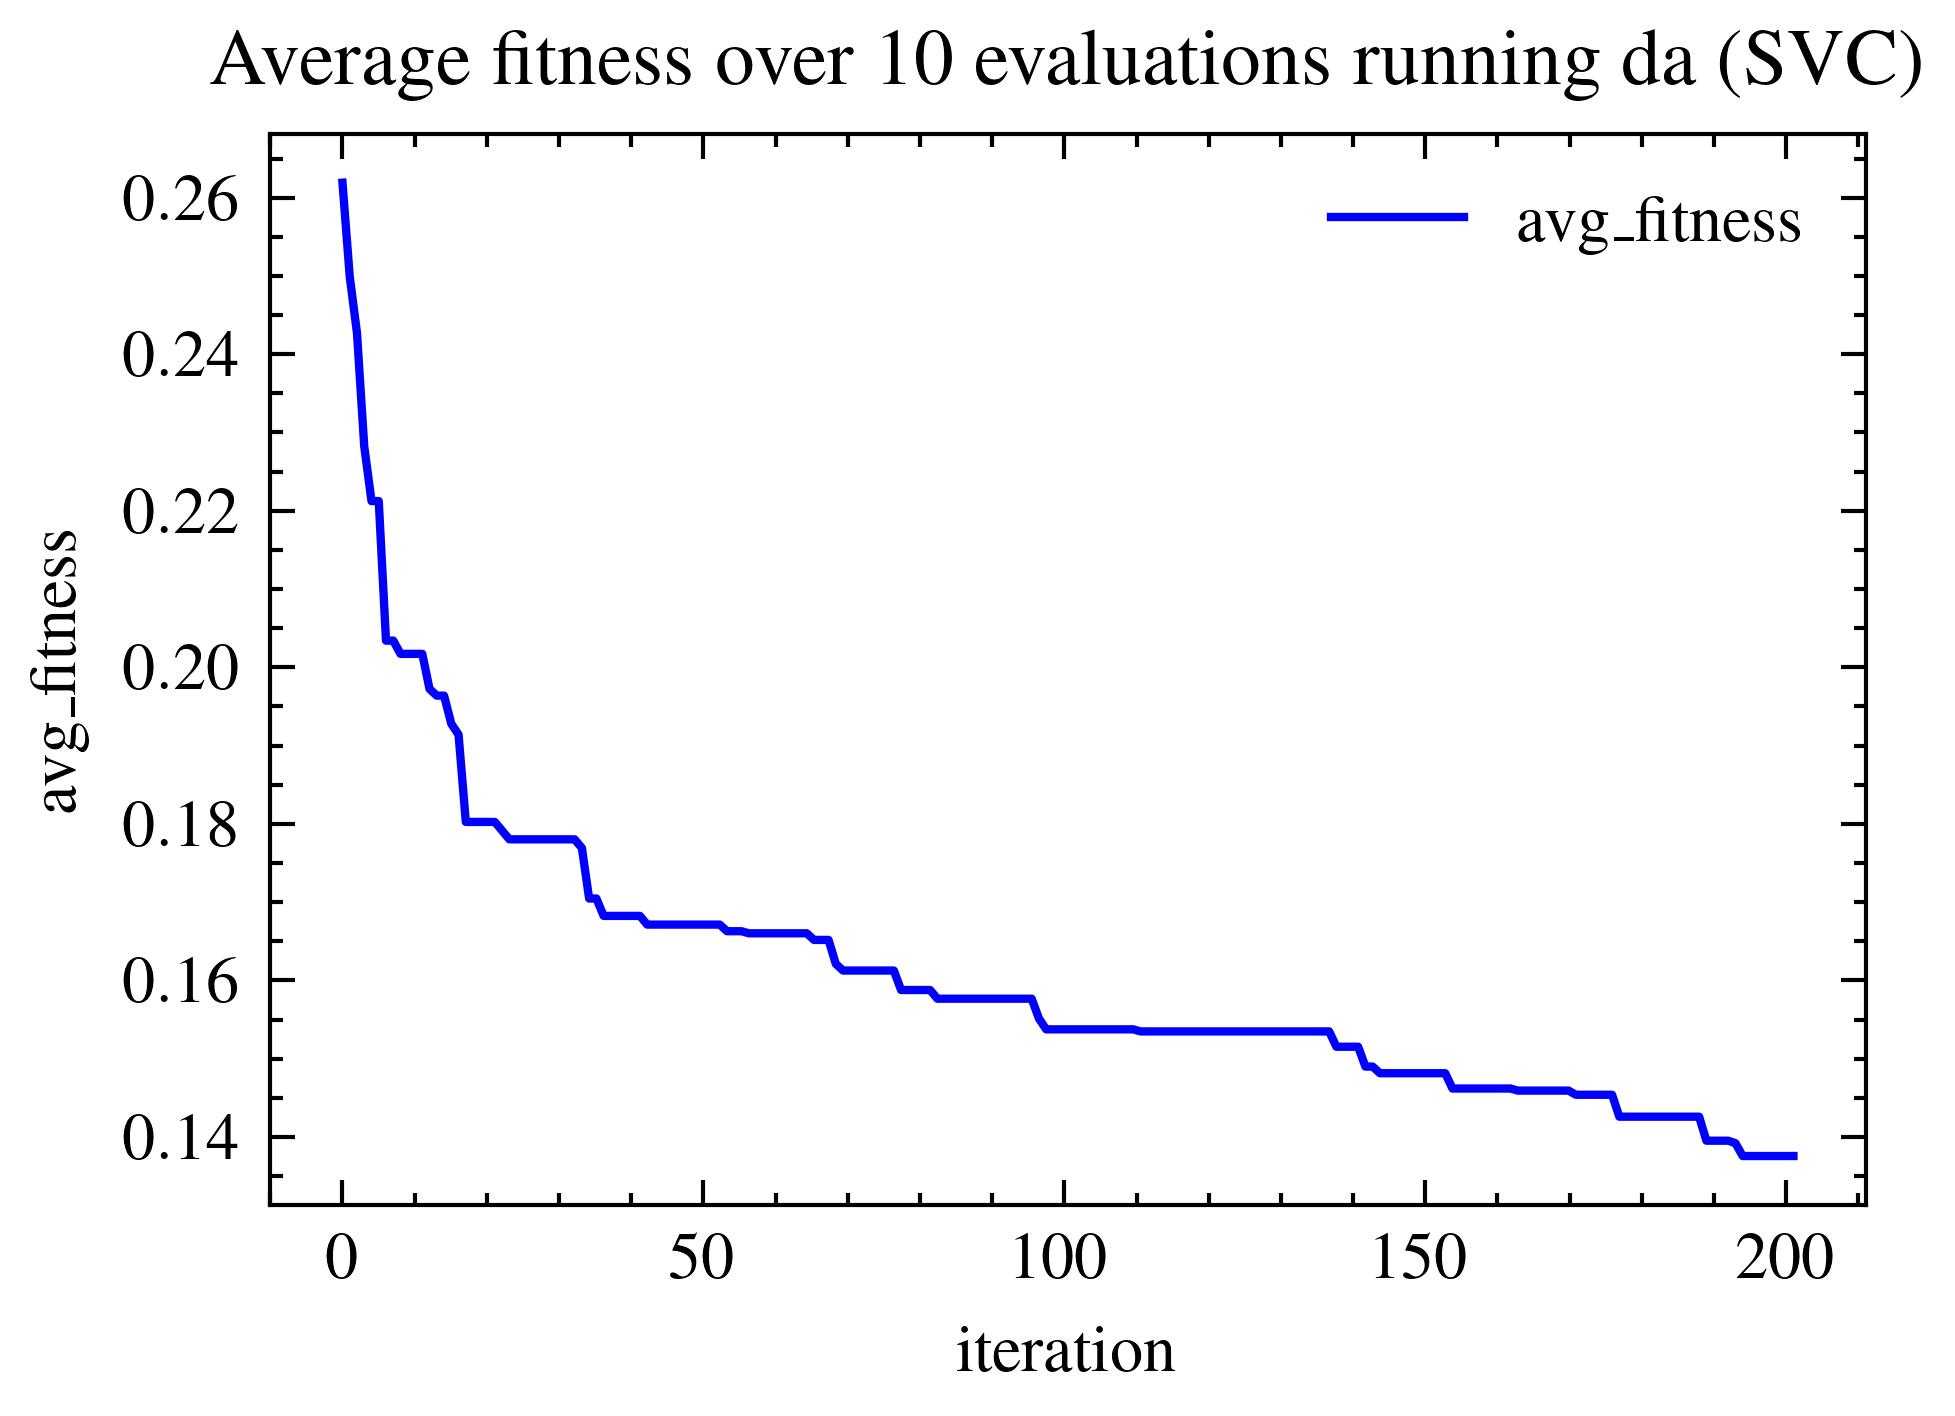 Average fitness over 10 evaluations running da (SVC)
avg_fitness
0.26
0.24
0.22
0.20
0.18
0.16
0.14
avg_fitness
0 50 100 150 200
iteration